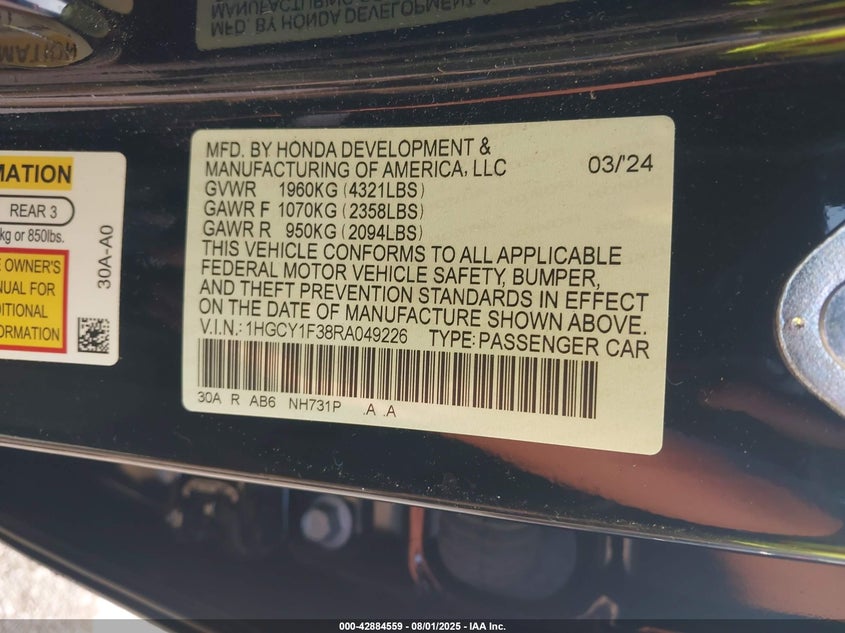 MFD. BY HONDA DEVELOPMENT &
MANUFACTURING OF AMERICA, LLC 03/'24
GVWR 1960KG (4321LBS)
GAWR F 1070KG (2358LBS)
GAWR R 950KG (2094LBS)
THIS VEHICLE CONFORMS TO ALL APPLICABLE
FEDERAL MOTOR VEHICLE SAFETY, BUMPER,
AND THEFT PREVENTION STANDARDS IN EFFECT
ON THE DATE OF MANUFACTURE SHOWN ABOVE.
V.I.N.: 1HGCY1F38RA049226 TYPE: PASSENGER CAR
30A R AB6 NH731P .A .A
MATION
REAR 3
kg or 850lbs.
E OWNER'S
NUAL FOR
DITIONAL
FORMATION
30A-A0
000-42884559 - 08/01/2025 - IAA Inc.